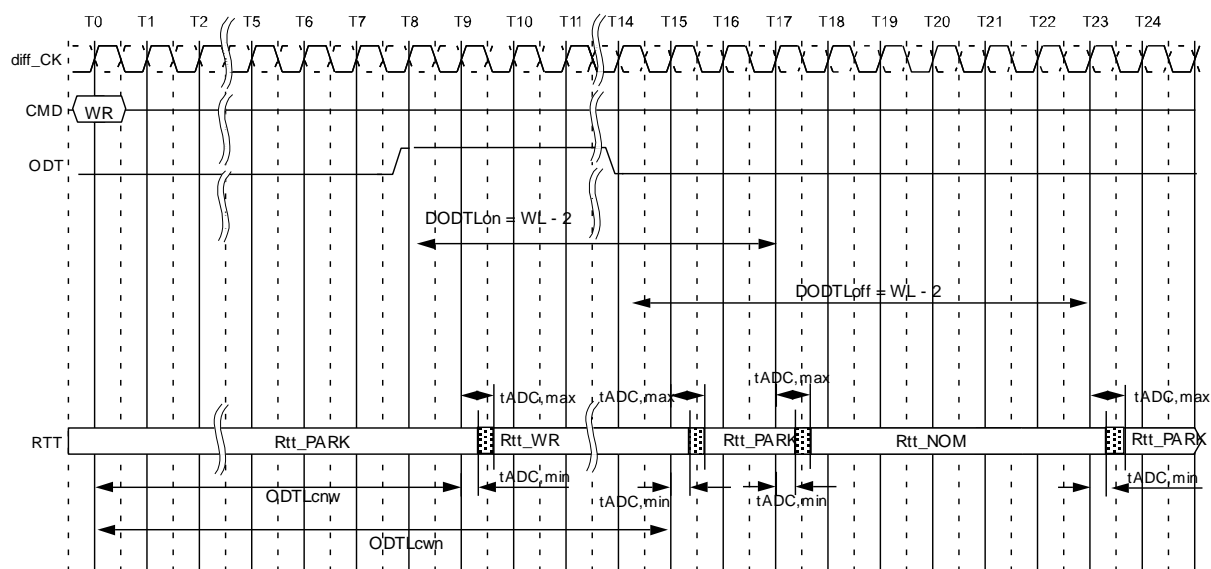 T0 T1 T2 T5 T6 T7 T8 T9 T10 T11 T14 T15 T16 T17 T18 T19 T20 T21 T22 T23 T24
diff_CK
CMD WR
ODT
DODTLon = WL - 2
DODTLoff = WL - 2
tADC,max tADC,max tADC,max tADC,max
RTT Rtt_PARK Rtt_WR Rtt_PARK Rtt_NOM Rtt_PARK
tADC,min tADC,min tADC,min tADC,min
ODTLcnw
ODTLcwn